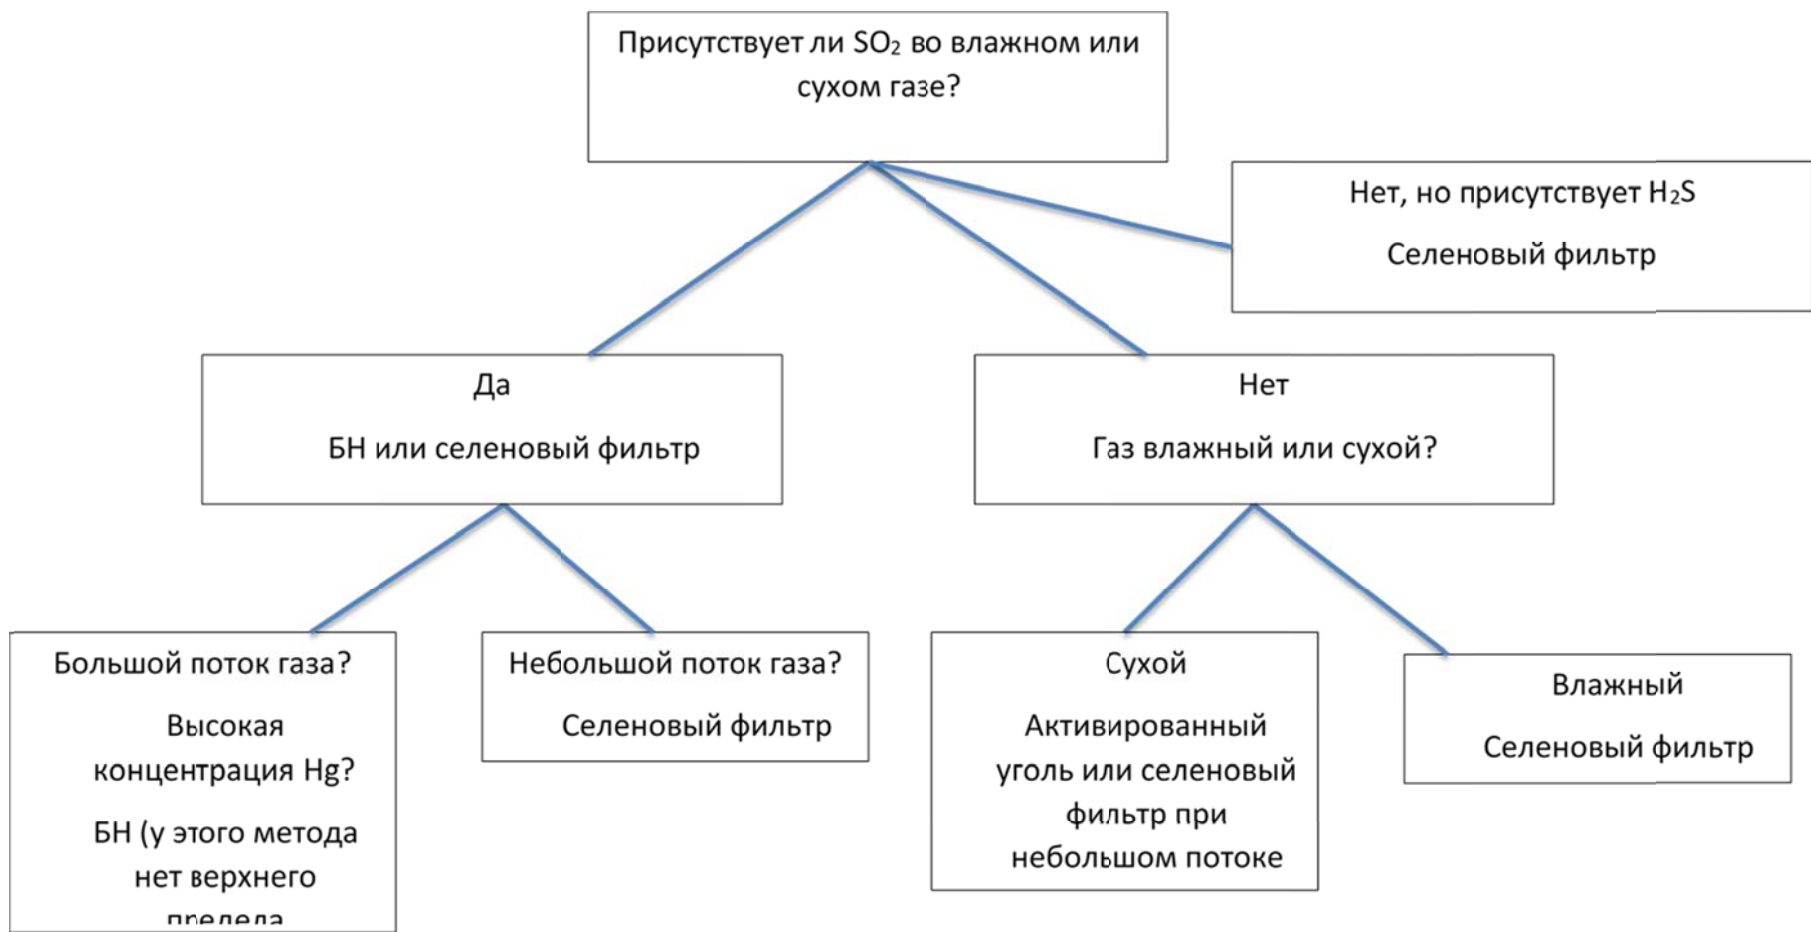 Присутствует ли SO₂ во влажном или
сухом газе?
Нет, но присутствует H₂S
Селеновый фильтр
Да
БН или селеновый фильтр
Нет
Газ влажный или сухой?
Большой поток газа?
Высокая
концентрация Hg?
БН (у этого метода
нет верхнего
предела
Небольшой поток газа?
Селеновый фильтр
Сухой
Активированный
уголь или селеновый
фильтр при
небольшом потоке
Влажный
Селеновый фильтр